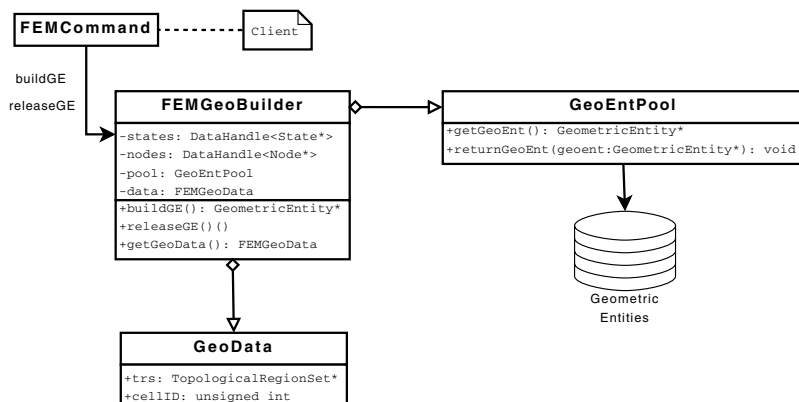 FEMCommand
Client
buildGE
releaseGE
FEMGeoBuilder
-states: DataHandle<State*>
-nodes: DataHandle<Node*>
-pool: GeoEntPool
-data: FEMGeoData
+buildGE(): GeometricEntity*
+releaseGE()()
+getGeoData(): FEMGeoData
GeoEntPool
+getGeoEnt(): GeometricEntity*
+returnGeoEnt(geoent:GeometricEntity*): void
Geometric
Entities
GeoData
+trs: TopologicalRegionSet*
+cellID: unsigned int